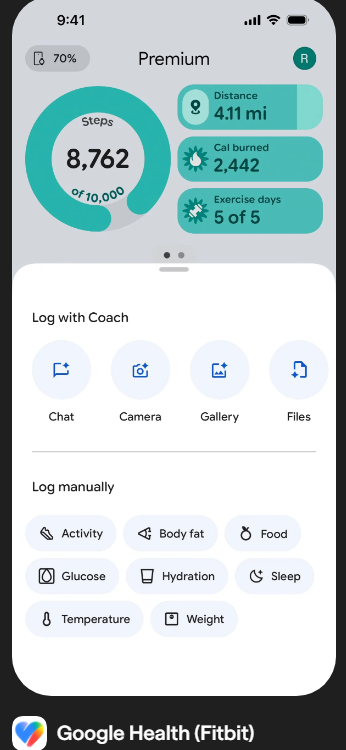 9:41
70%
Premium
R
Steps
8,762
of 10,000
Distance
4.11 mi
Cal burned
2,442
Exercise days
5 of 5
Log with Coach
Chat
Camera
Gallery
Files
Log manually
Activity
Body fat
Food
Glucose
Hydration
Sleep
Temperature
Weight
Google Health (Fitbit)